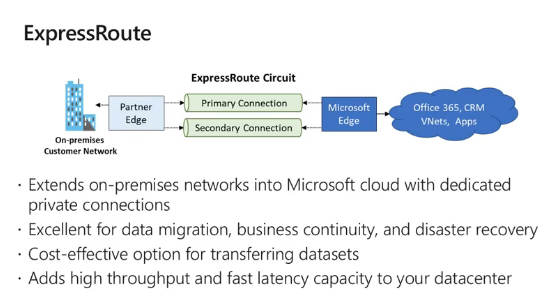 ExpressRoute
ExpressRoute Circuit
Partner
Edge
Primary Connection
Secondary Connection
Microsoft
Edge
Office 365, CRM
VNets, Apps
On-premises
Customer Network
· Extends on-premises networks into Microsoft cloud with dedicated
private connections
· Excellent for data migration, business continuity, and disaster recovery
· Cost-effective option for transferring datasets
· Adds high throughput and fast latency capacity to your datacenter